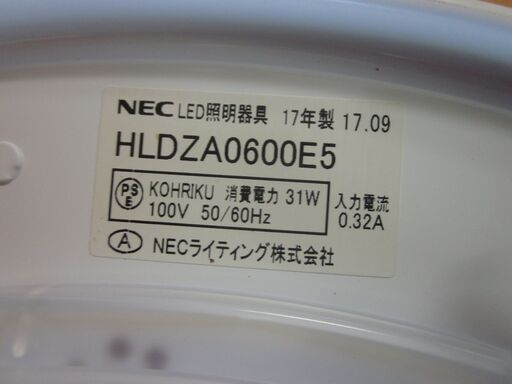 NEC LED照明器具 17年製 17.09
HLDZA0600E5
PSE KOHRIKU 消費電力 31W
100V 50/60Hz
入力電流
0.32A
A NECライティング株式会社